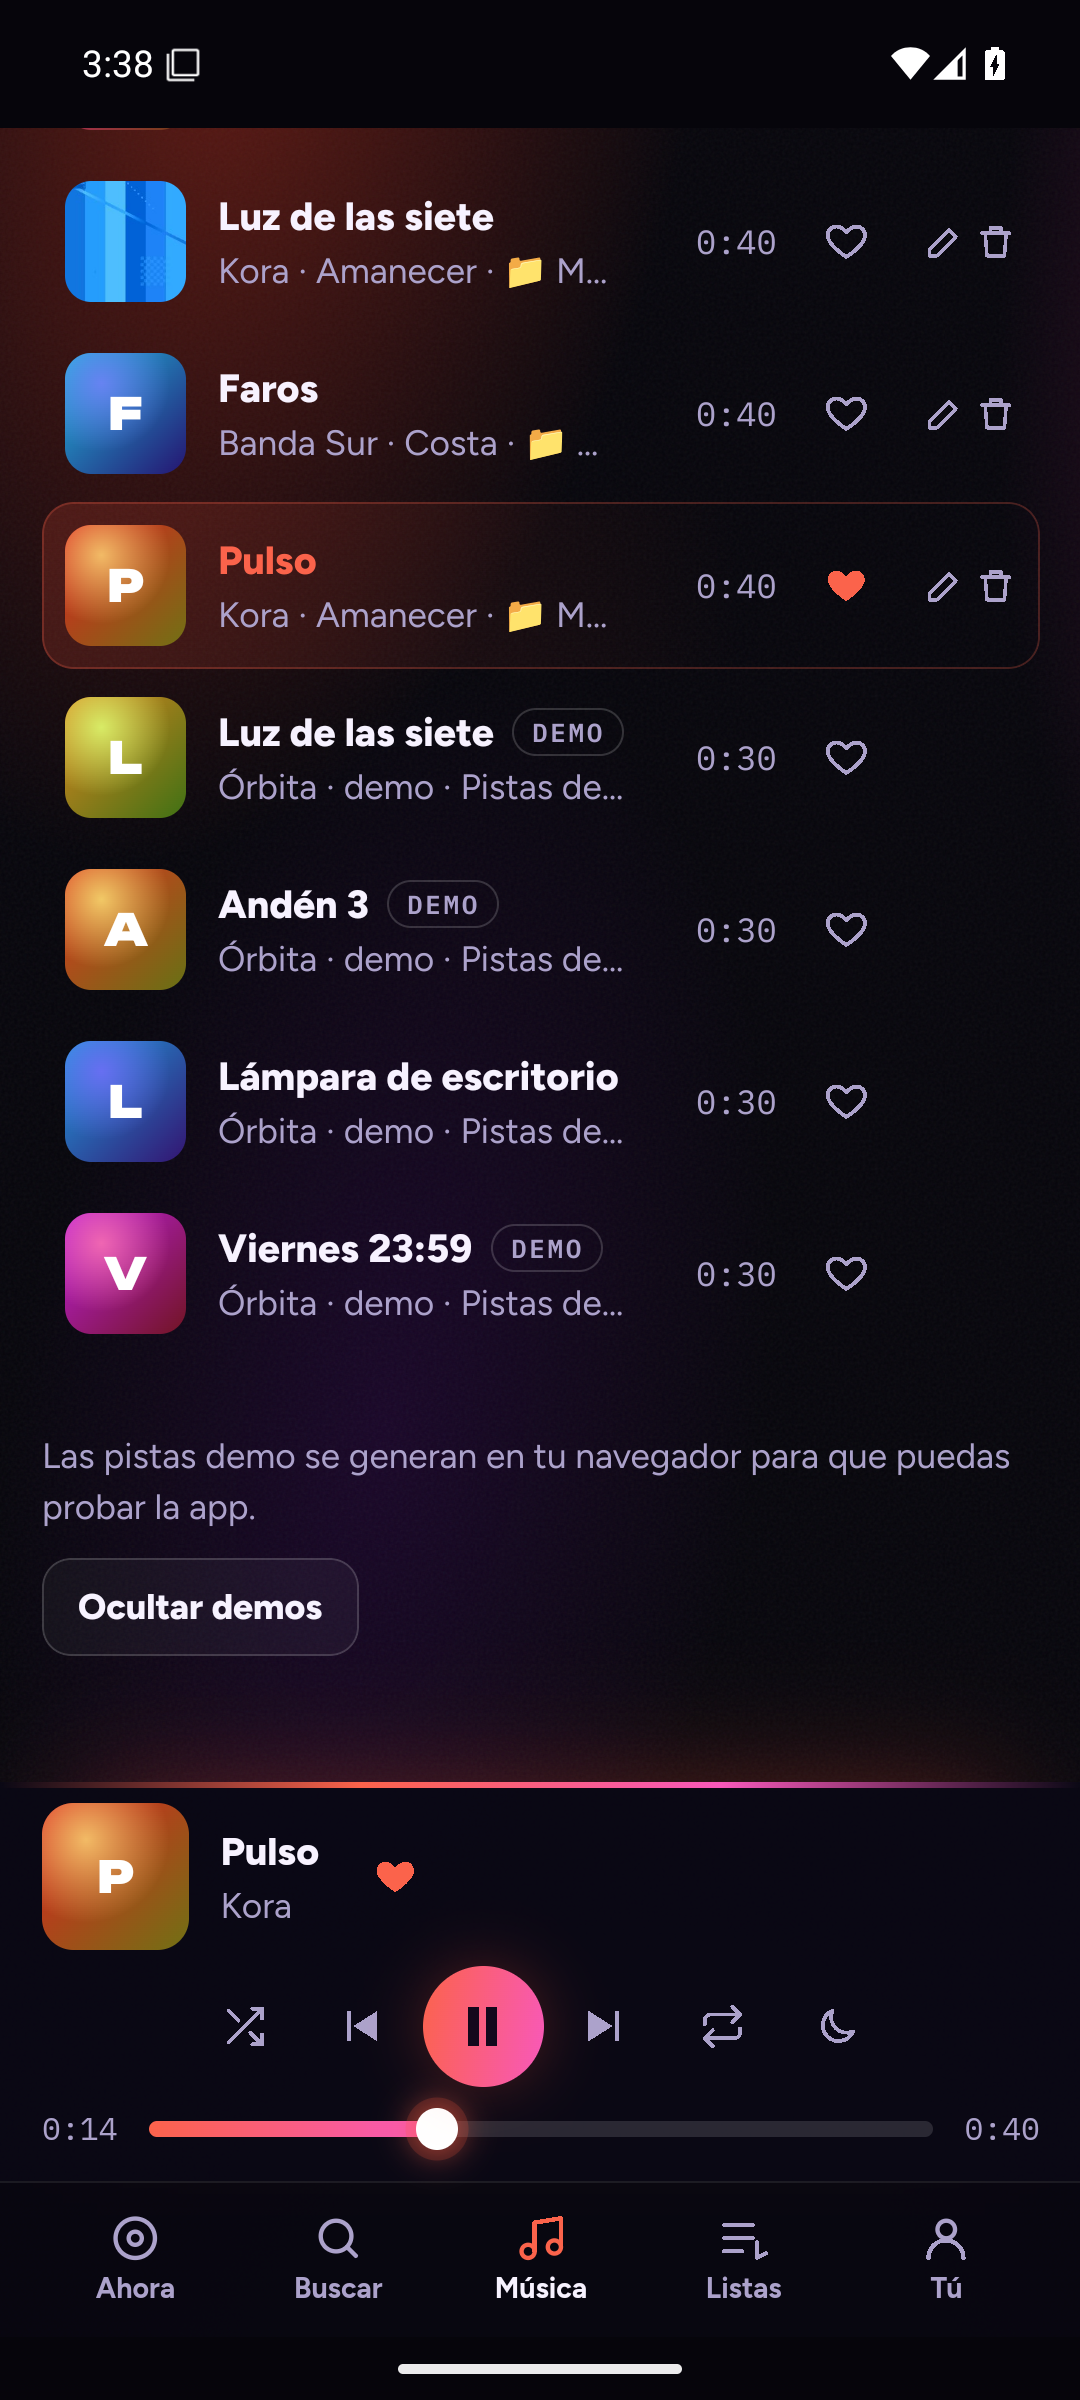 3:38
Luz de las siete
Kora · Amanecer · 📁 M...
0:40
F
Faros
Banda Sur · Costa · 📁 ...
0:40
P
Pulso
Kora · Amanecer · 📁 M...
0:40
L
Luz de las siete DEMO
Órbita · demo · Pistas de...
0:30
A
Andén 3 DEMO
Órbita · demo · Pistas de...
0:30
L
Lámpara de escritorio
Órbita · demo · Pistas de...
0:30
V
Viernes 23:59 DEMO
Órbita · demo · Pistas de...
0:30
Las pistas demo se generan en tu navegador para que puedas
probar la app.
Ocultar demos
P
Pulso
Kora
0:14
0:40
Ahora
Buscar
Música
Listas
Tú